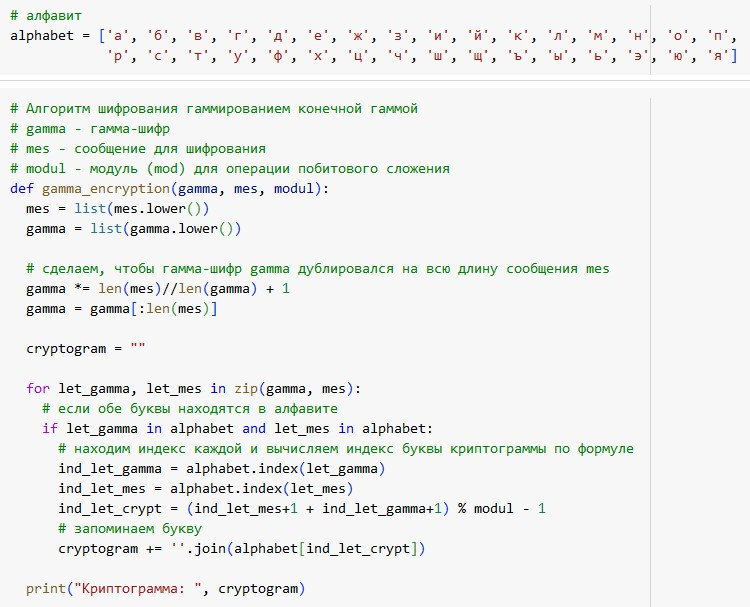 # алфавит
alphabet = ['а', 'б', 'в', 'г', 'д', 'е', 'ж', 'з', 'и', 'й', 'к', 'л', 'м', 'н', 'о', 'п',
'р', 'с', 'т', 'у', 'ф', 'х', 'ц', 'ч', 'ш', 'щ', 'ъ', 'ы', 'ь', 'э', 'ю', 'я']
# Алгоритм шифрования гаммированием конечной гаммой
# gamma - гамма-шифр
# mes - сообщение для шифрования
# modul - модуль (mod) для операции побитового сложения
def gamma_encryption(gamma, mes, modul):
mes = list(mes.lower())
gamma = list(gamma.lower())
# сделаем, чтобы гамма-шифр gamma дублировался на всю длину сообщения mes
gamma *= len(mes)//len(gamma) + 1
gamma = gamma[:len(mes)]
cryptogram = ""
for let_gamma, let_mes in zip(gamma, mes):
# если обе буквы находятся в алфавите
if let_gamma in alphabet and let_mes in alphabet:
# находим индекс каждой и вычисляем индекс буквы криптограммы по формуле
ind_let_gamma = alphabet.index(let_gamma)
ind_let_mes = alphabet.index(let_mes)
ind_let_crypt = (ind_let_mes+1 + ind_let_gamma+1) % modul - 1
# запоминаем букву
cryptogram += ''.join(alphabet[ind_let_crypt])
print("Криптограмма: ", cryptogram)